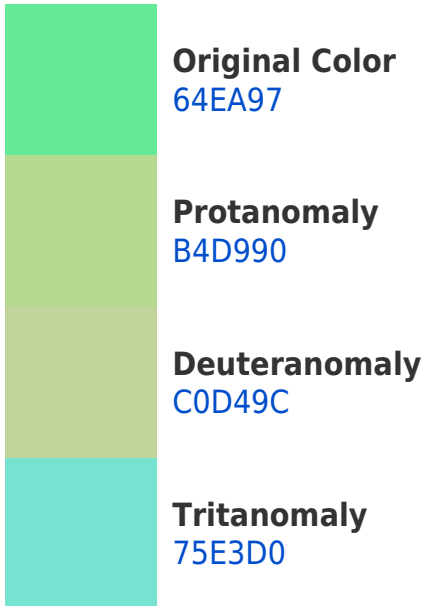 Original Color
64EA97
Protanomaly
B4D990
Deuteranomaly
C0D49C
Tritanomaly
75E3D0